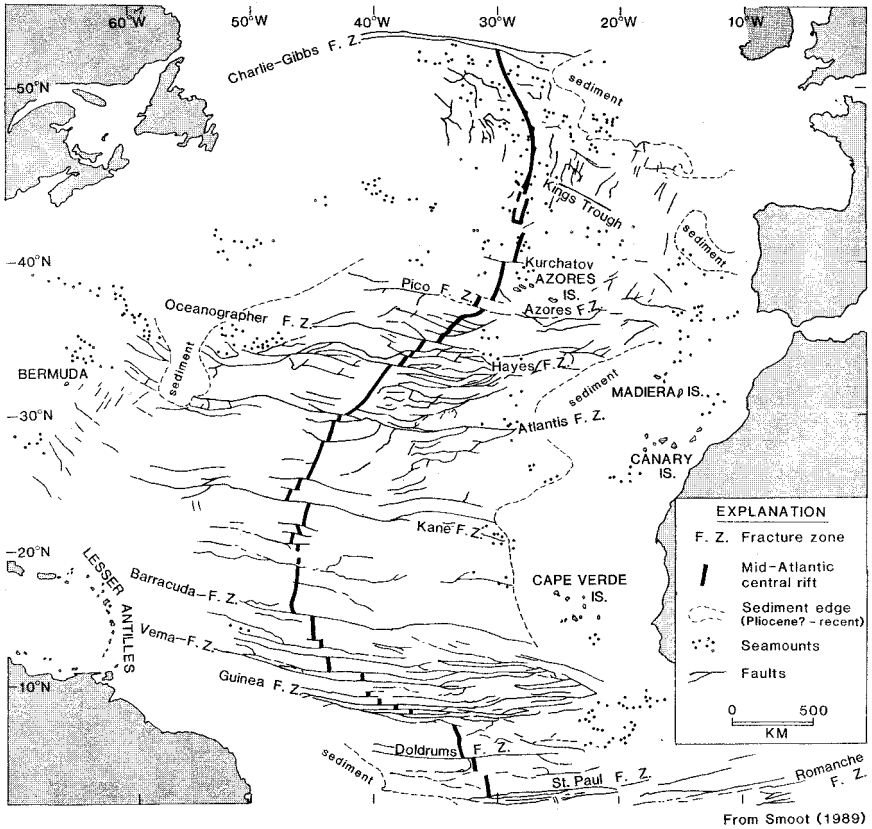 60°W
50°W
40°W
30°W
20°W
10°W
Charlie-Gibbs F. Z.
50°N
sediment
Kings Trough
sediment
40°N
Kurchatov
AZORES
IS.
Pico F. Z.
Azores F.Z.
Oceanographer F. Z.
sediment
BERMUDA
Hayes F. Z.
sediment
MADIERA IS.
30°N
Atlantis F. Z.
CANARY
IS.
Kane F. Z.
20°N
LESSER
ANTILLES
Barracuda-F. Z.
CAPE VERDE
IS.
Vema-F. Z.
Guinea F. Z.
10°N
Doldrums F. Z.
sediment
St. Paul F. Z.
Romanche
F. Z.
EXPLANATION
F. Z. Fracture zone
Mid-Atlantic
central rift
Sediment edge
(Pliocene? - recent)
Seamounts
Faults
0 500
KM
From Smoot (1989)